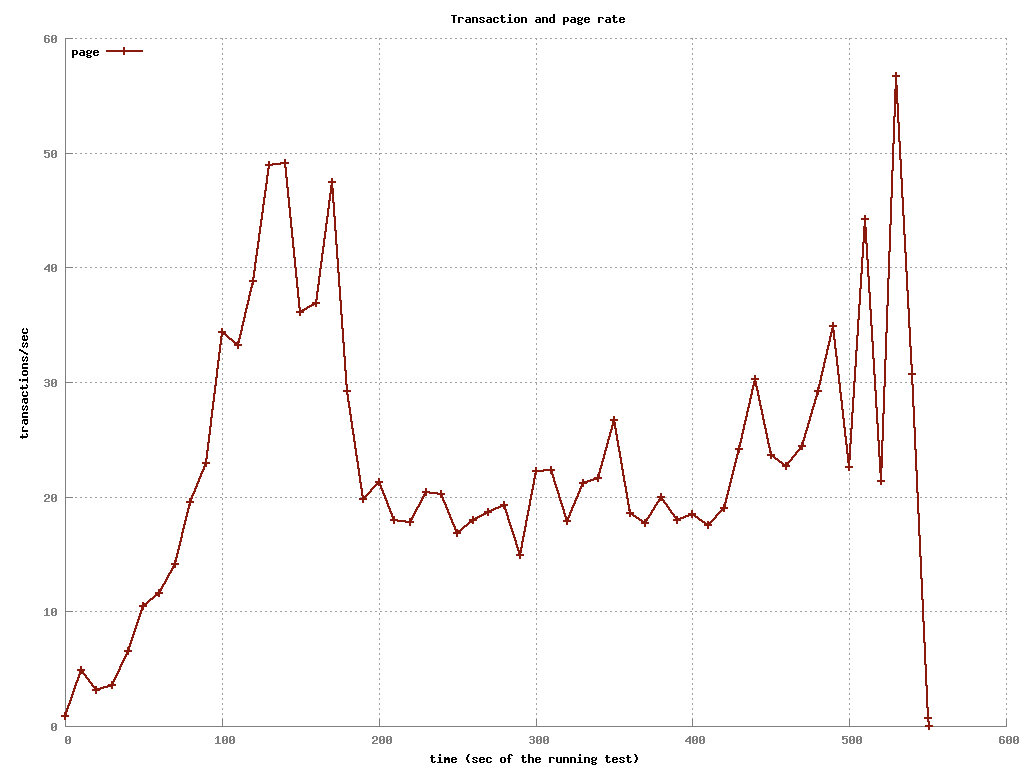 Transaction and page rate
page
60
50
40
30
20
10
0
transactions/sec
0 100 200 300 400 500 600
time (sec of the running test)